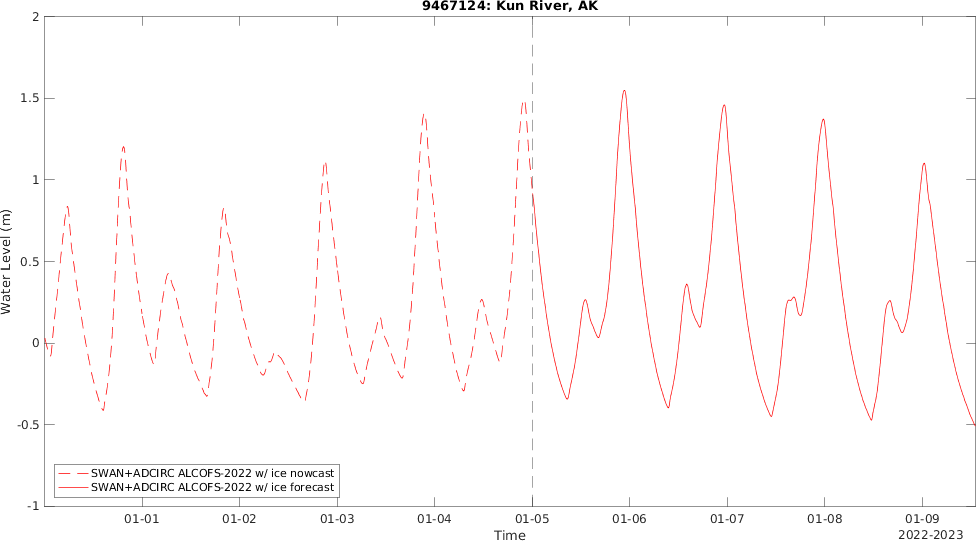 9467124: Kun River, AK
2
1.5
1
0.5
0
-0.5
-1
Water Level (m)
SWAN+ADCIRC ALCOFS-2022 w/ ice nowcast
SWAN+ADCIRC ALCOFS-2022 w/ ice forecast
01-01 01-02 01-03 01-04 01-05 01-06 01-07 01-08 01-09
Time
2022-2023